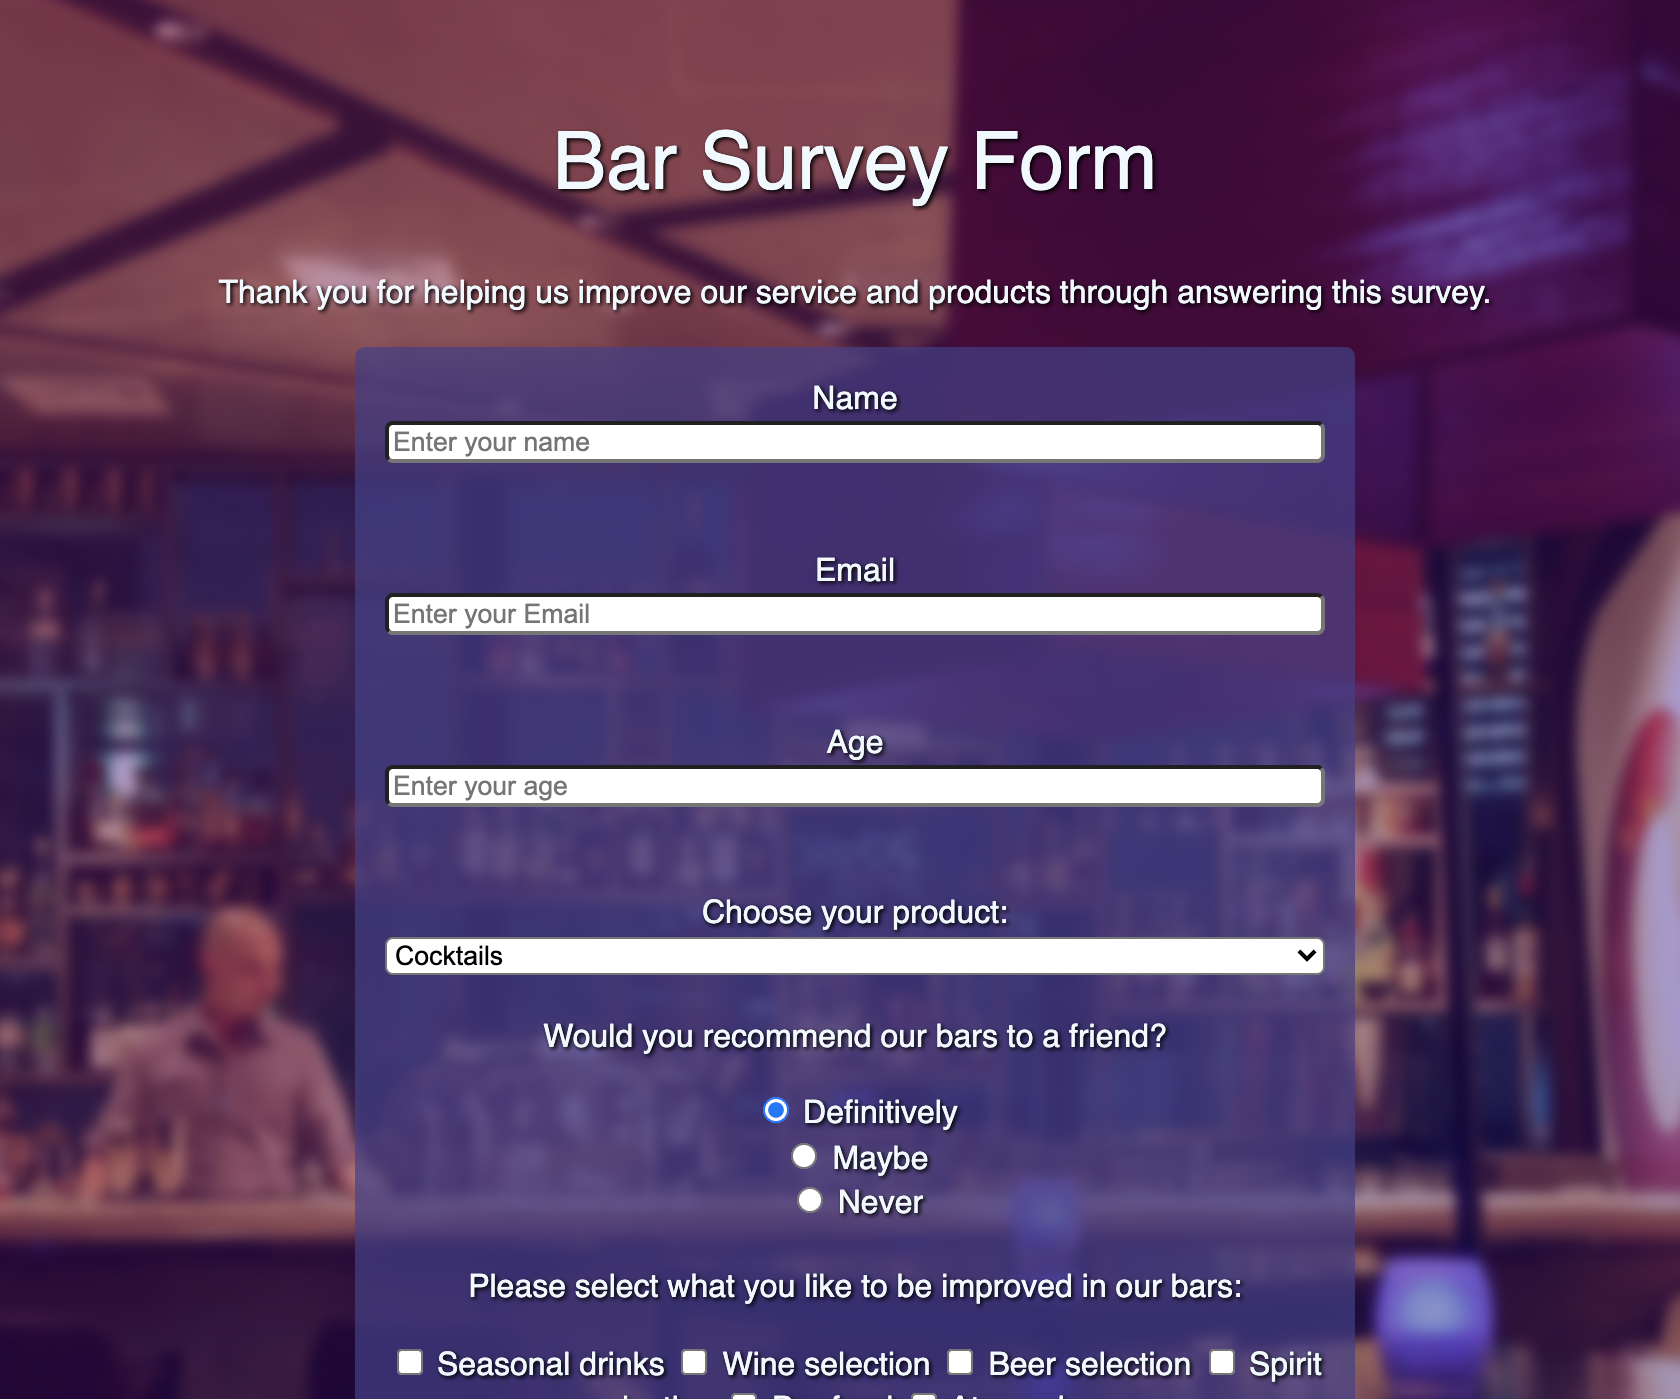 Bar Survey Form
Thank you for helping us improve our service and products through answering this survey.
Name
Enter your name
Email
Enter your Email
Age
Enter your age
Choose your product:
Cocktails
Would you recommend our bars to a friend?
Definitively
Maybe
Never
Please select what you like to be improved in our bars:
Seasonal drinks Wine selection Beer selection Spirit